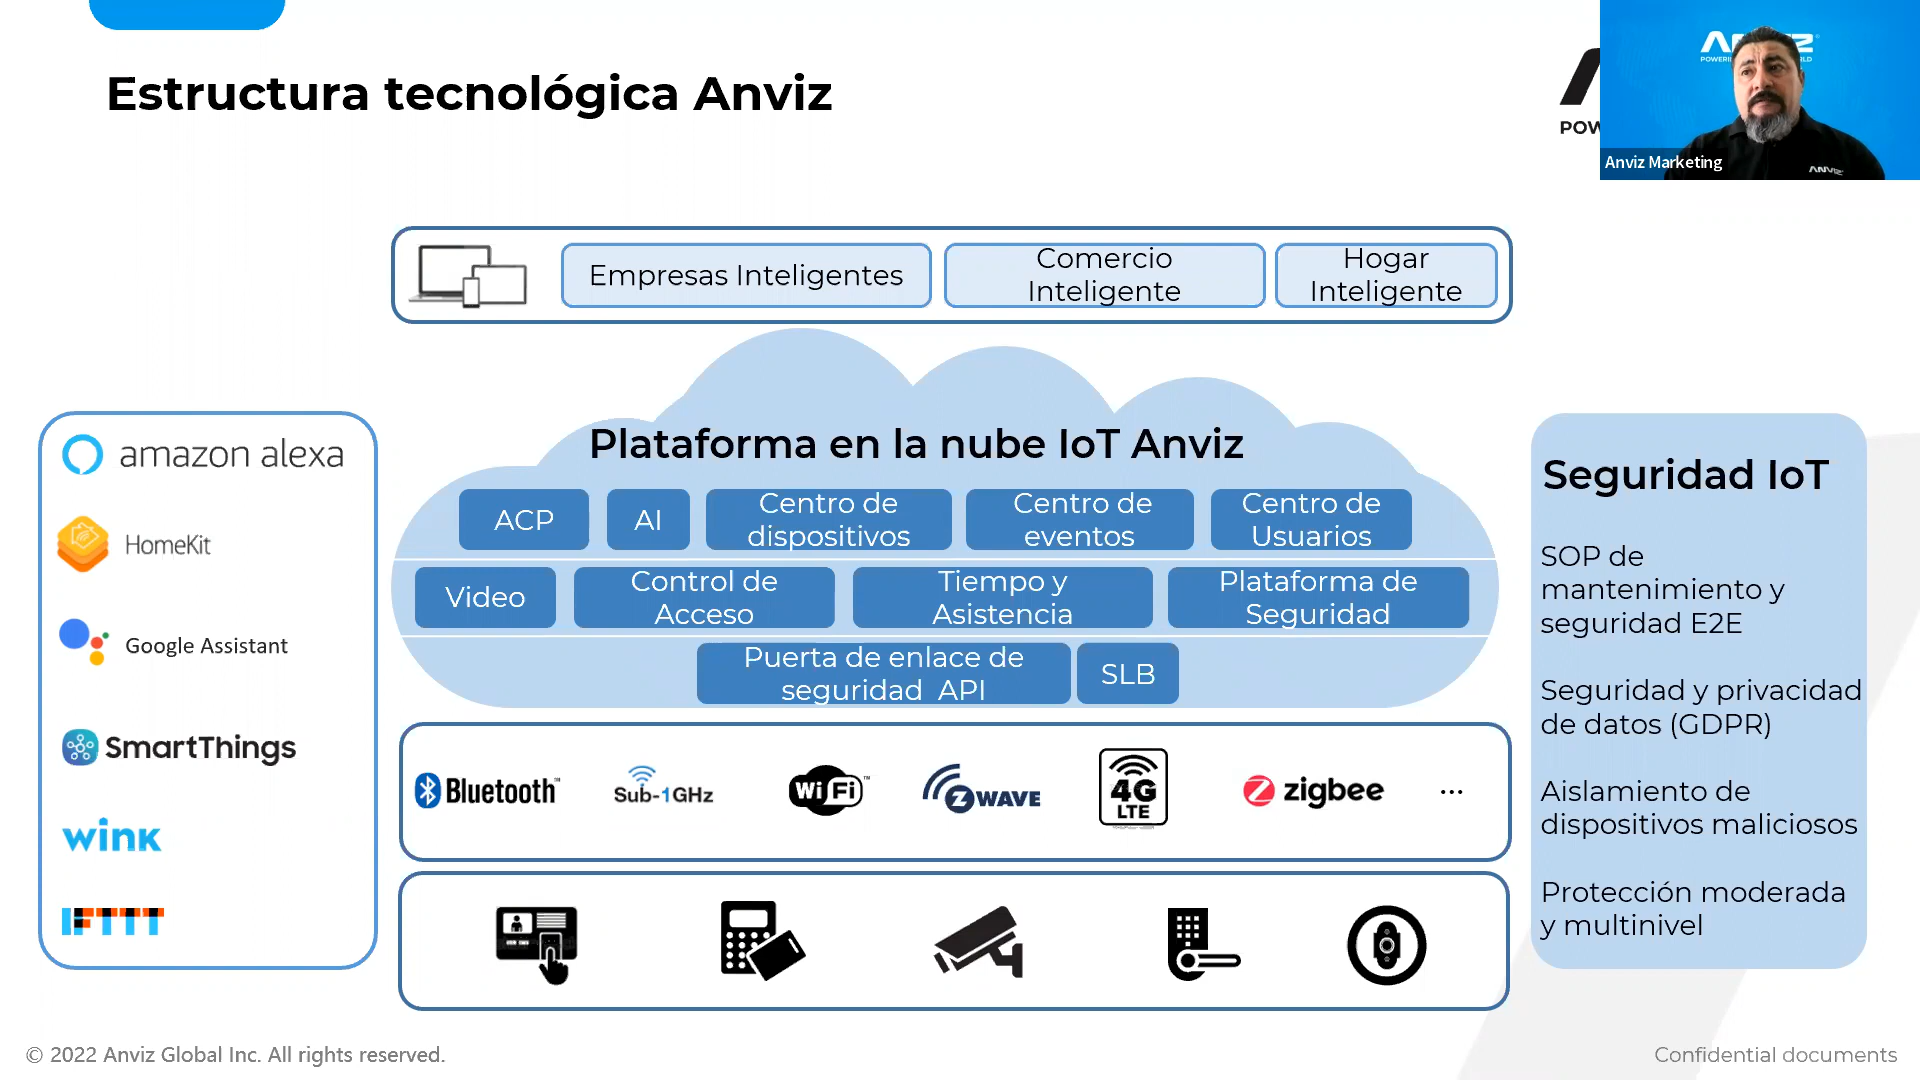 Estructura tecnológica Anviz
POW
Anviz Marketing
ANVIZ
Empresas Inteligentes
Comercio
Inteligente
Hogar
Inteligente
amazon alexa
HomeKit
Google Assistant
SmartThings
wink
IFTTT
Plataforma en la nube IoT Anviz
ACP
AI
Centro de
dispositivos
Centro de
eventos
Centro de
Usuarios
Video
Control de
Acceso
Tiempo y
Asistencia
Plataforma de
Seguridad
Puerta de enlace de
seguridad API
SLB
Bluetooth™
Sub-1GHz
WiFi™
Z WAVE
4G
LTE
zigbee
...
Seguridad IoT
SOP de
mantenimiento y
seguridad E2E
Seguridad y privacidad
de datos (GDPR)
Aislamiento de
dispositivos maliciosos
Protección moderada
y multinivel
© 2022 Anviz Global Inc. All rights reserved.
Confidential documents